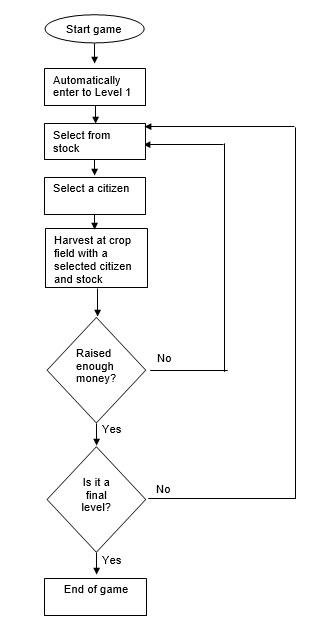 Start game
Automatically
enter to Level 1
Select from
stock
Select a citizen
Harvest at crop
field with a
selected citizen
and stock
Raised
enough
money?
No
Yes
Is it a
final
level?
No
Yes
End of game